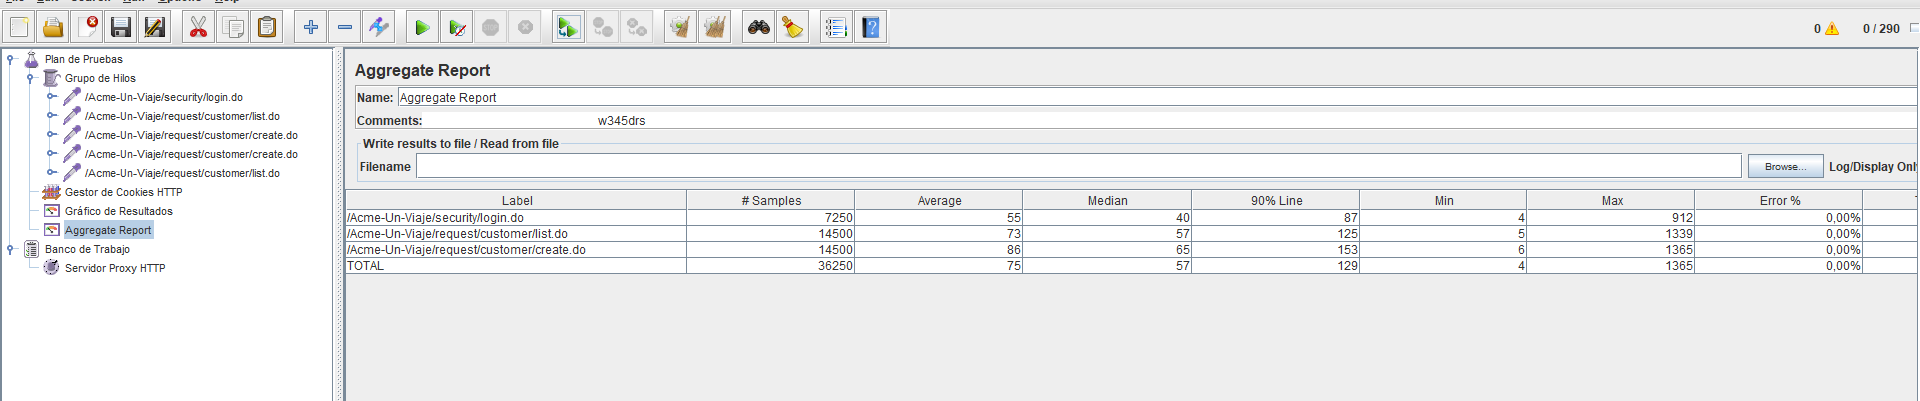 File Edit Search Run Options Help
0 0 / 290
Plan de Pruebas
Grupo de Hilos
/Acme-Un-Viaje/security/login.do
/Acme-Un-Viaje/request/customer/list.do
/Acme-Un-Viaje/request/customer/create.do
/Acme-Un-Viaje/request/customer/create.do
/Acme-Un-Viaje/request/customer/list.do
Gestor de Cookies HTTP
Gráfico de Resultados
Aggregate Report
Banco de Trabajo
Servidor Proxy HTTP
Aggregate Report
Name: Aggregate Report
Comments: w345drs
Write results to file / Read from file
Filename Browse... Log/Display Only
Label # Samples Average Median 90% Line Min Max Error %
/Acme-Un-Viaje/security/login.do 7250 55 40 87 4 912 0,00%
/Acme-Un-Viaje/request/customer/list.do 14500 73 57 125 5 1339 0,00%
/Acme-Un-Viaje/request/customer/create.do 14500 86 65 153 6 1365 0,00%
TOTAL 36250 75 57 129 4 1365 0,00%